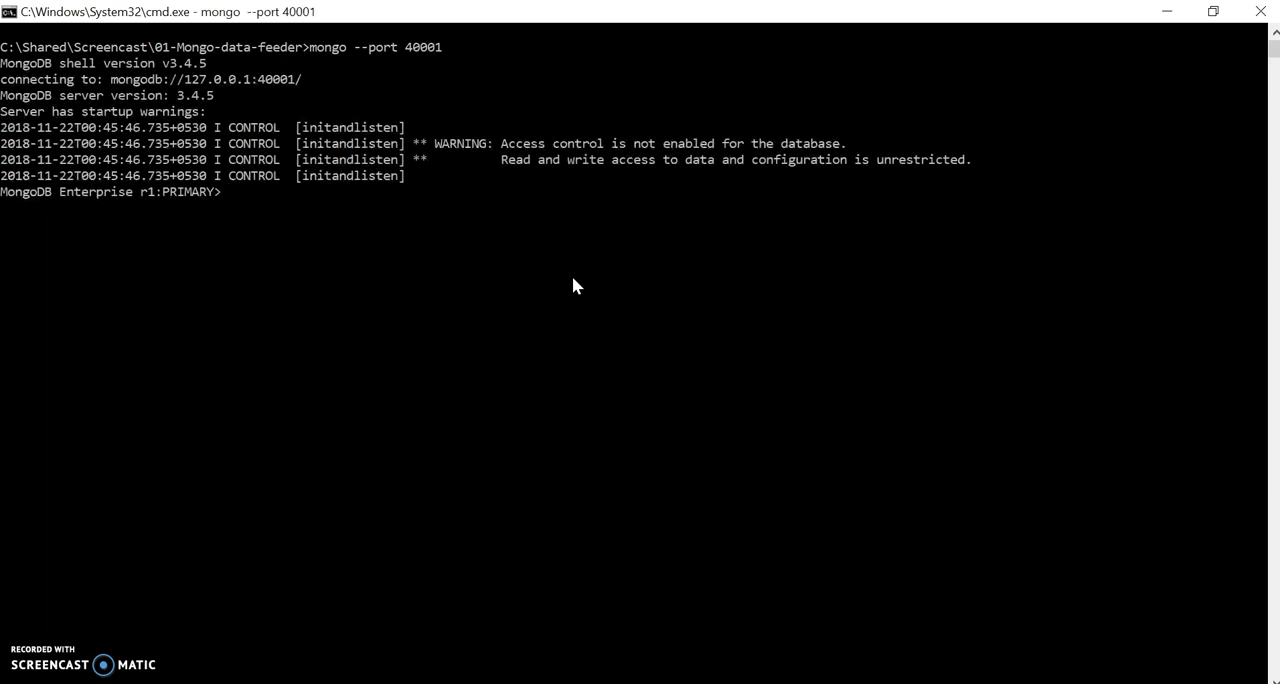 C:\Windows\System32\cmd.exe - mongo --port 40001
C:\Shared\Screencast\01-Mongo-data-feeder>mongo --port 40001
MongoDB shell version v3.4.5
connecting to: mongodb://127.0.0.1:40001/
MongoDB server version: 3.4.5
Server has startup warnings:
2018-11-22T00:45:46.735+0530 I CONTROL  [initandlisten]
2018-11-22T00:45:46.735+0530 I CONTROL  [initandlisten] ** WARNING: Access control is not enabled for the database.
2018-11-22T00:45:46.735+0530 I CONTROL  [initandlisten] **          Read and write access to data and configuration is unrestricted.
2018-11-22T00:45:46.735+0530 I CONTROL  [initandlisten]
MongoDB Enterprise r1:PRIMARY>
RECORDED WITH
SCREENCAST MATIC